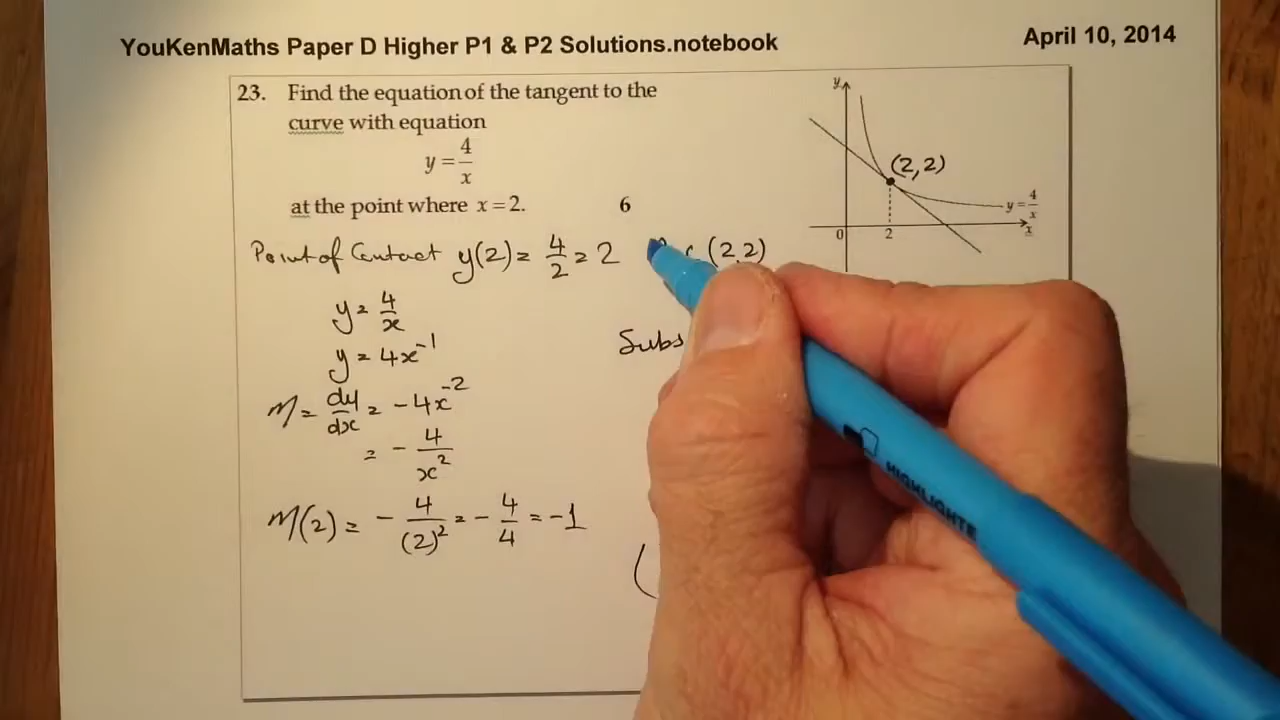 YouKenMaths Paper D Higher P1 & P2 Solutions.notebook
April 10, 2014
23. Find the equation of the tangent to the
curve with equation
y = 4/x
at the point where x = 2. 6
y
(2,2)
y = 4/x
0 2 x
Point of Contact y(2) = 4/2 = 2 (2,2)
y = 4/x
y = 4x⁻¹
Subs
m = dy/dx = -4x⁻²
= - 4/x²
m(2) = - 4/(2)² = - 4/4 = -1
(
HIGHLIGHTE